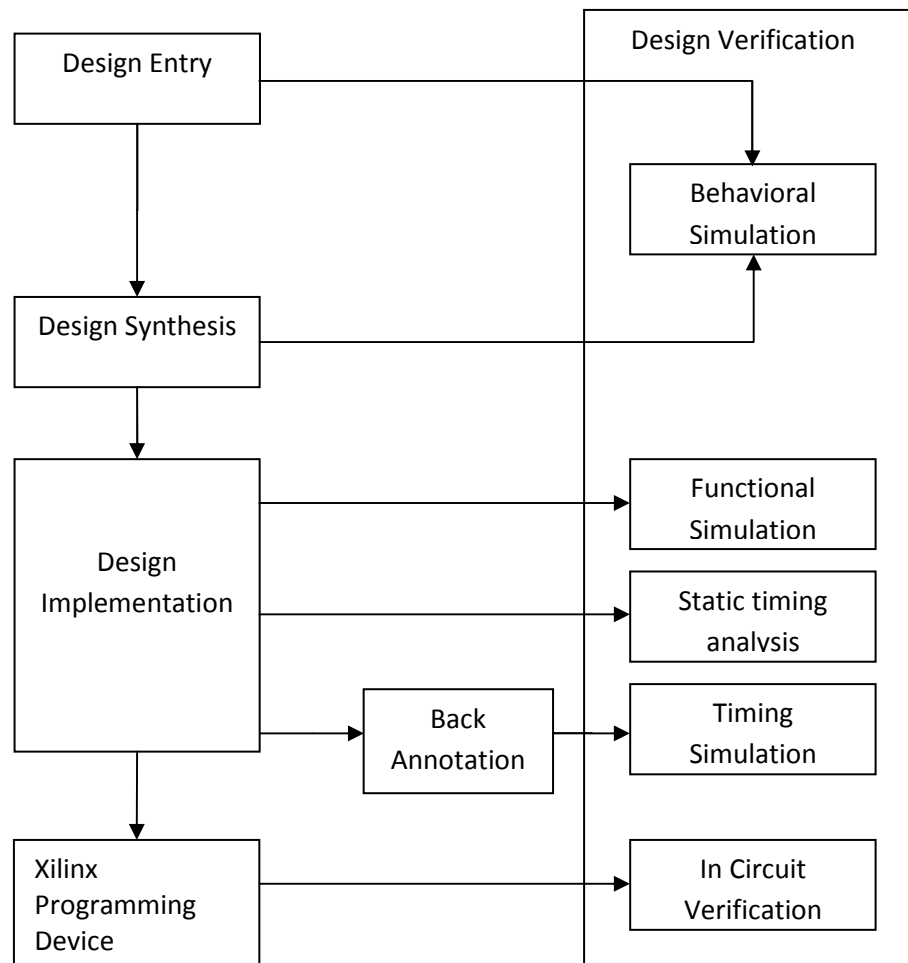 Design Entry
Design Verification
Behavioral
Simulation
Design Synthesis
Functional
Simulation
Design
Implementation
Static timing
analysis
Back
Annotation
Timing
Simulation
Xilinx
Programming
Device
In Circuit
Verification